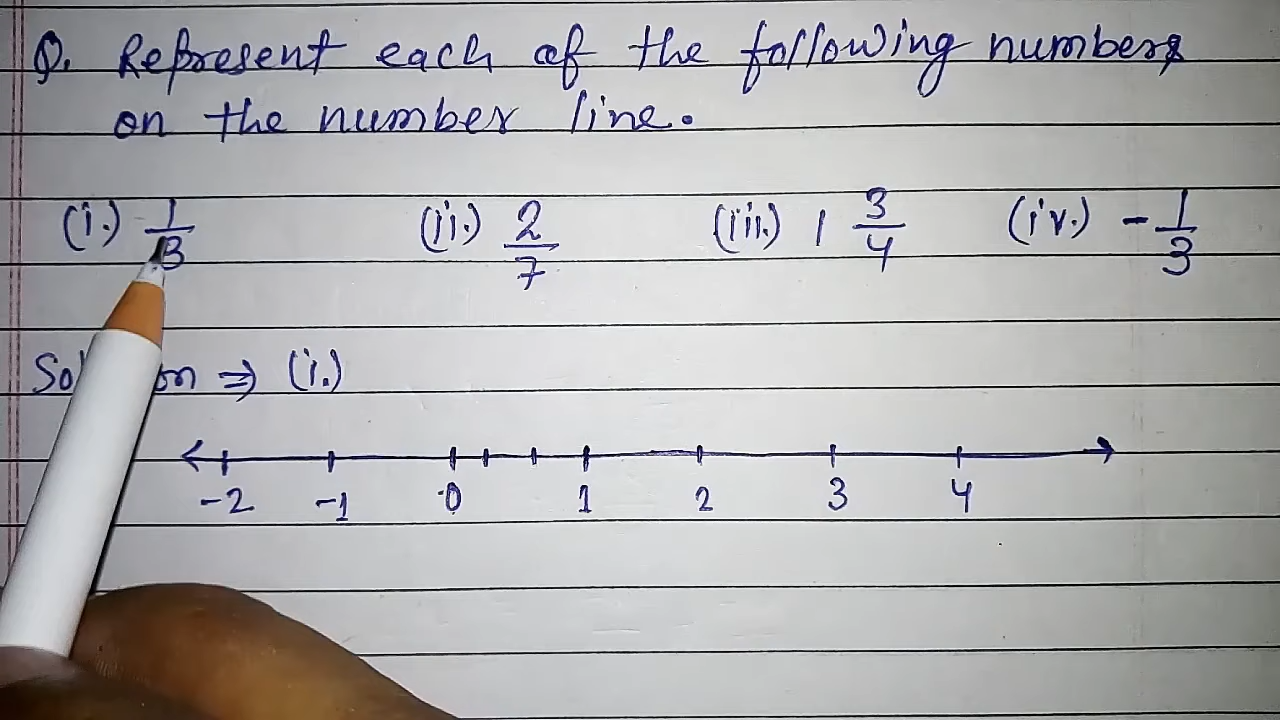 Q. Represent each of the following numbers
on the number line.
(i.) 1/3 (ii.) 2/7 (iii.) 1 3/4 (iv.) -1/3
⇒ (i.)
-2 -1 0 1 2 3 4